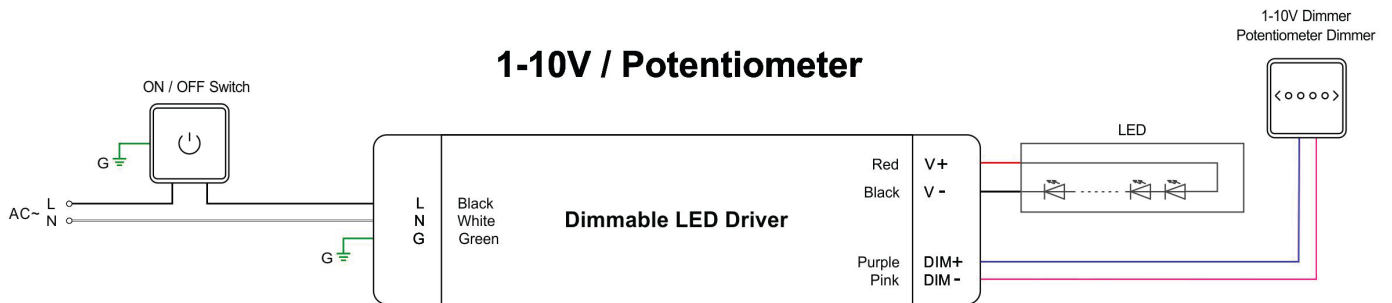 1-10V Dimmer
Potentiometer Dimmer
1-10V / Potentiometer
ON / OFF Switch
G
AC~ L
N
L Black
N White
G Green
G
Dimmable LED Driver
LED
Red V+
Black V -
Purple DIM+
Pink DIM -